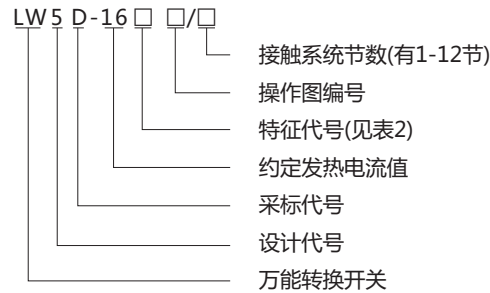 LW5D-16□ □/□
接触系统节数(有1-12节)
操作图编号
特征代号(见表2)
约定发热电流值
采标代号
设计代号
万能转换开关